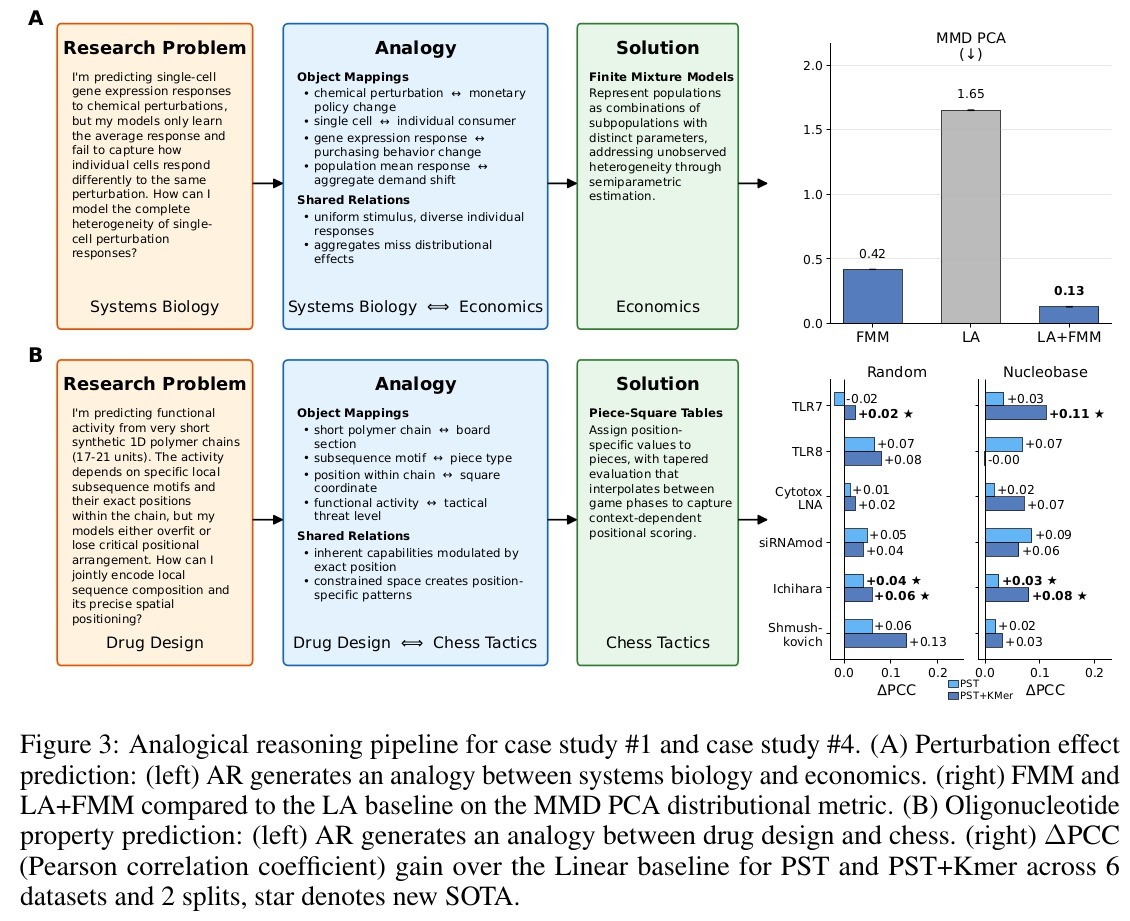 A
Research Problem
I'm predicting single-cell
gene expression responses
to chemical perturbations,
but my models only learn
the average response and
fail to capture how
individual cells respond
differently to the same
perturbation. How can I
model the complete
heterogeneity of single-
cell perturbation
responses?
Systems Biology
Analogy
Object Mappings
• chemical perturbation ↔ monetary
policy change
• single cell ↔ individual consumer
• gene expression response ↔
purchasing behavior change
• population mean response ↔
aggregate demand shift
Shared Relations
• uniform stimulus, diverse individual
responses
• aggregates miss distributional
effects
Systems Biology ⟺ Economics
Solution
Finite Mixture Models
Represent populations
as combinations of
subpopulations with
distinct parameters,
addressing unobserved
heterogeneity through
semiparametric
estimation.
Economics
MMD PCA
(↓)
2.0
1.5
1.0
0.5
0.0
0.42
1.65
0.13
FMM
LA
LA+FMM
B
Research Problem
I'm predicting functional
activity from very short
synthetic 1D polymer chains
(17-21 units). The activity
depends on specific local
subsequence motifs and
their exact positions
within the chain, but my
models either overfit or
lose critical positional
arrangement. How can I
jointly encode local
sequence composition and
its precise spatial
positioning?
Drug Design
Analogy
Object Mappings
• short polymer chain ↔ board
section
• subsequence motif ↔ piece type
• position within chain ↔ square
coordinate
• functional activity ↔ tactical
threat level
Shared Relations
• inherent capabilities modulated by
exact position
• constrained space creates position-
specific patterns
Drug Design ⟺ Chess Tactics
Solution
Piece-Square Tables
Assign position-
specific values to
pieces, with tapered
evaluation that
interpolates between
game phases to capture
context-dependent
positional scoring.
Chess Tactics
Random
TLR7
TLR8
Cytotox
LNA
siRNAmod
Ichihara
Shmush-
kovich
-0.02
+0.02 ★
+0.07
+0.08
+0.01
+0.02
+0.05
+0.04
+0.04 ★
+0.06 ★
+0.06
+0.13
0.0 0.1 0.2
ΔPCC
Nucleobase
+0.03
+0.11 ★
+0.07
-0.00
+0.02
+0.07
+0.09
+0.06
+0.03 ★
+0.08 ★
+0.02
+0.03
0.0 0.1 0.2
ΔPCC
PST
PST+KMer
Figure 3: Analogical reasoning pipeline for case study #1 and case study #4. (A) Perturbation effect
prediction: (left) AR generates an analogy between systems biology and economics. (right) FMM and
LA+FMM compared to the LA baseline on the MMD PCA distributional metric. (B) Oligonucleotide
property prediction: (left) AR generates an analogy between drug design and chess. (right) ΔPCC
(Pearson correlation coefficient) gain over the Linear baseline for PST and PST+Kmer across 6
datasets and 2 splits, star denotes new SOTA.